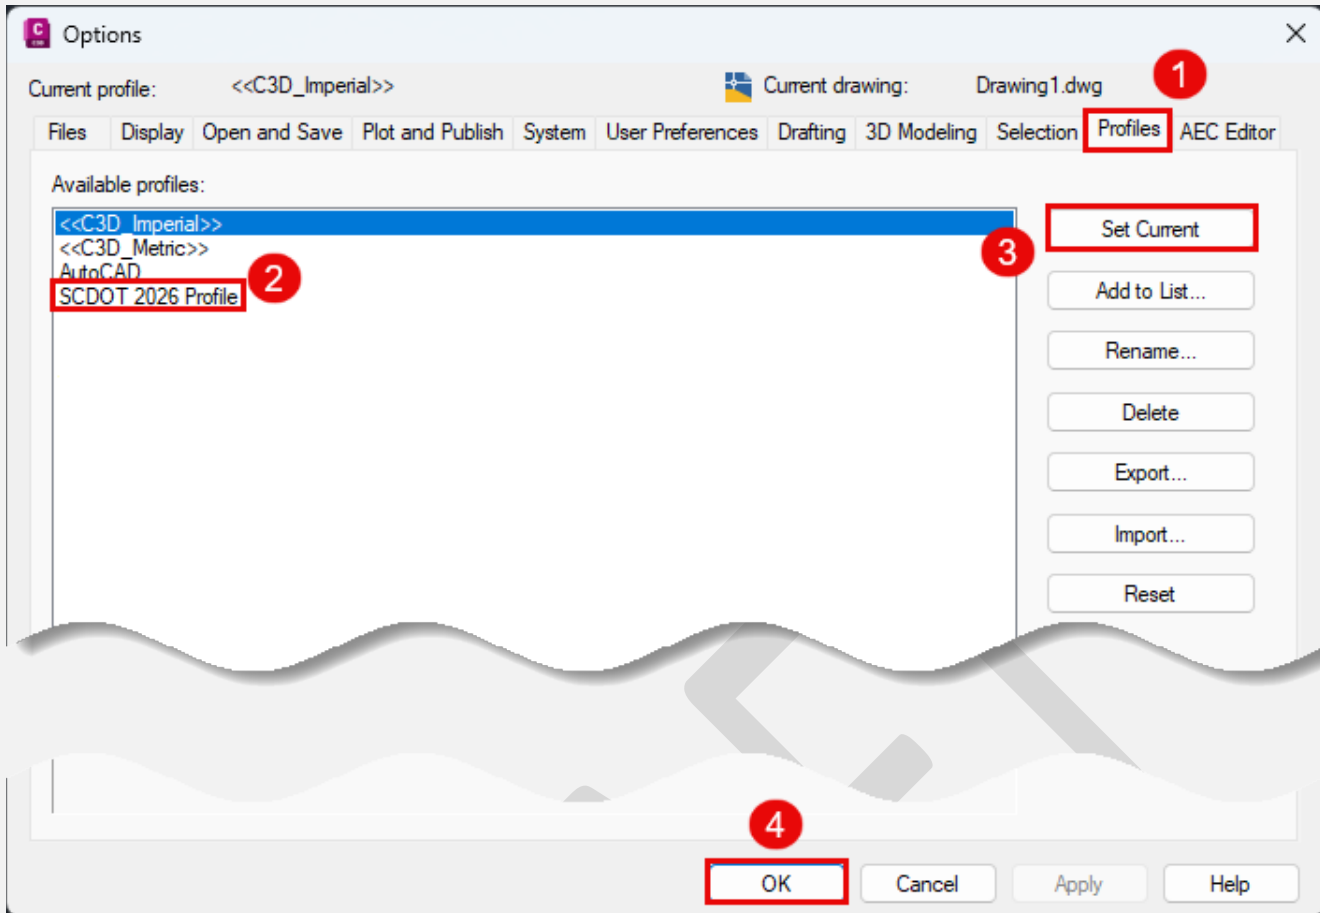 Options
Current profile: <<C3D_Imperial>> Current drawing: Drawing1.dwg
1
Files Display Open and Save Plot and Publish System User Preferences Drafting 3D Modeling Selection Profiles AEC Editor
Available profiles:
<<C3D_Imperial>>
Set Current
<<C3D_Metric>>
3
AutoCAD
2
SCDOT 2026 Profile
Add to List...
Rename...
Delete
Export...
Import...
Reset
4
OK Cancel Apply Help